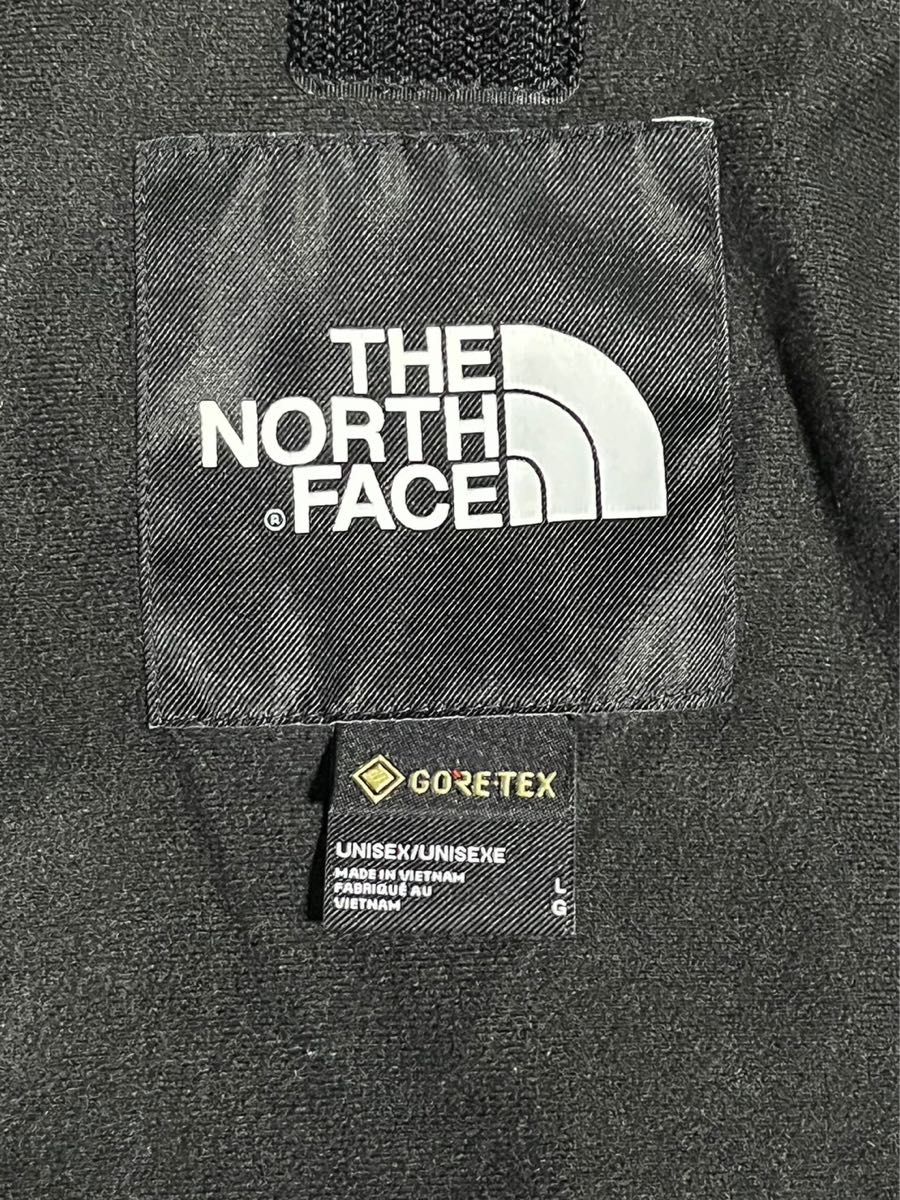 THE
NORTH
FACE
®
GORE-TEX
UNISEX/UNISEXE
MADE IN VIETNAM
FABRIQUÉ AU
VIETNAM
L
G